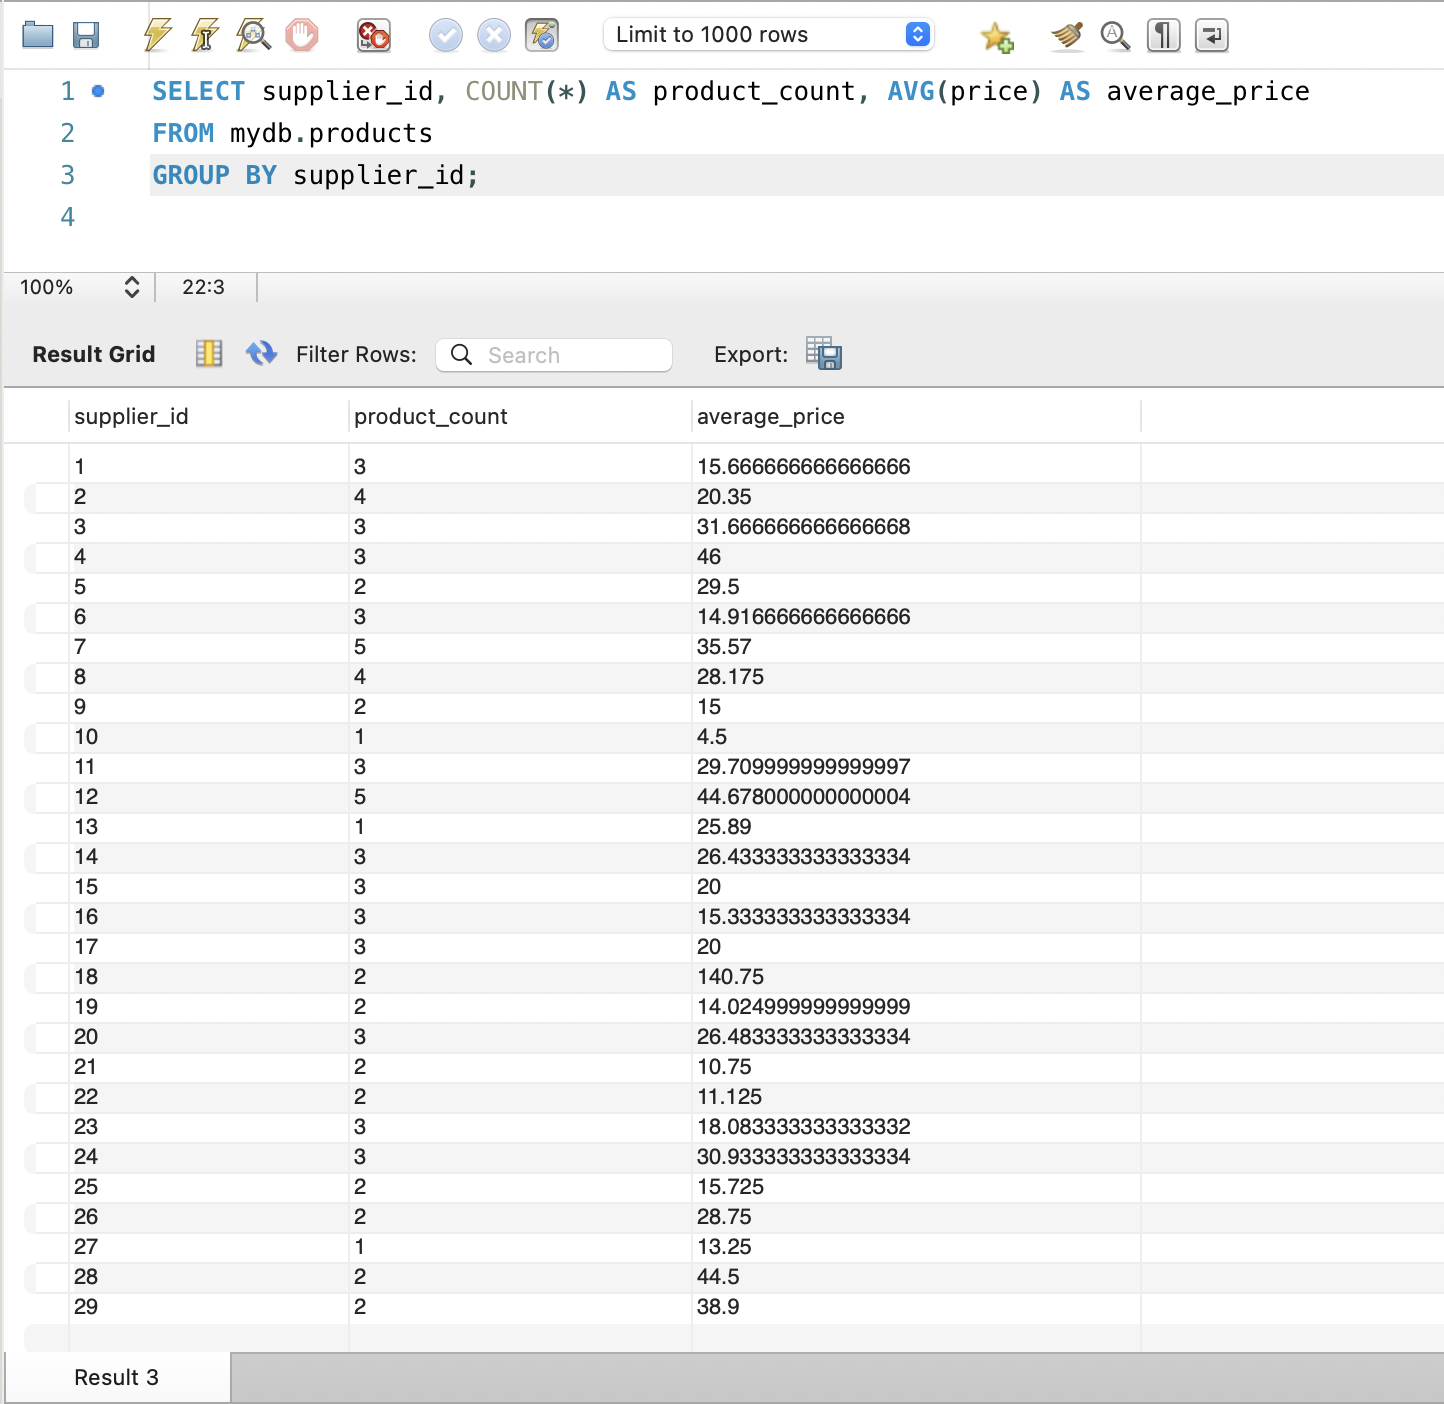 Limit to 1000 rows
1 SELECT supplier_id, COUNT(*) AS product_count, AVG(price) AS average_price
2 FROM mydb.products
3 GROUP BY supplier_id;
4
100% 22:3
Result Grid Filter Rows: Search Export:
supplier_id product_count average_price
1 3 15.666666666666666
2 4 20.35
3 3 31.666666666666668
4 3 46
5 2 29.5
6 3 14.916666666666666
7 5 35.57
8 4 28.175
9 2 15
10 1 4.5
11 3 29.709999999999997
12 5 44.678000000000004
13 1 25.89
14 3 26.433333333333334
15 3 20
16 3 15.333333333333334
17 3 20
18 2 140.75
19 2 14.024999999999999
20 3 26.483333333333334
21 2 10.75
22 2 11.125
23 3 18.083333333333332
24 3 30.933333333333334
25 2 15.725
26 2 28.75
27 1 13.25
28 2 44.5
29 2 38.9
Result 3